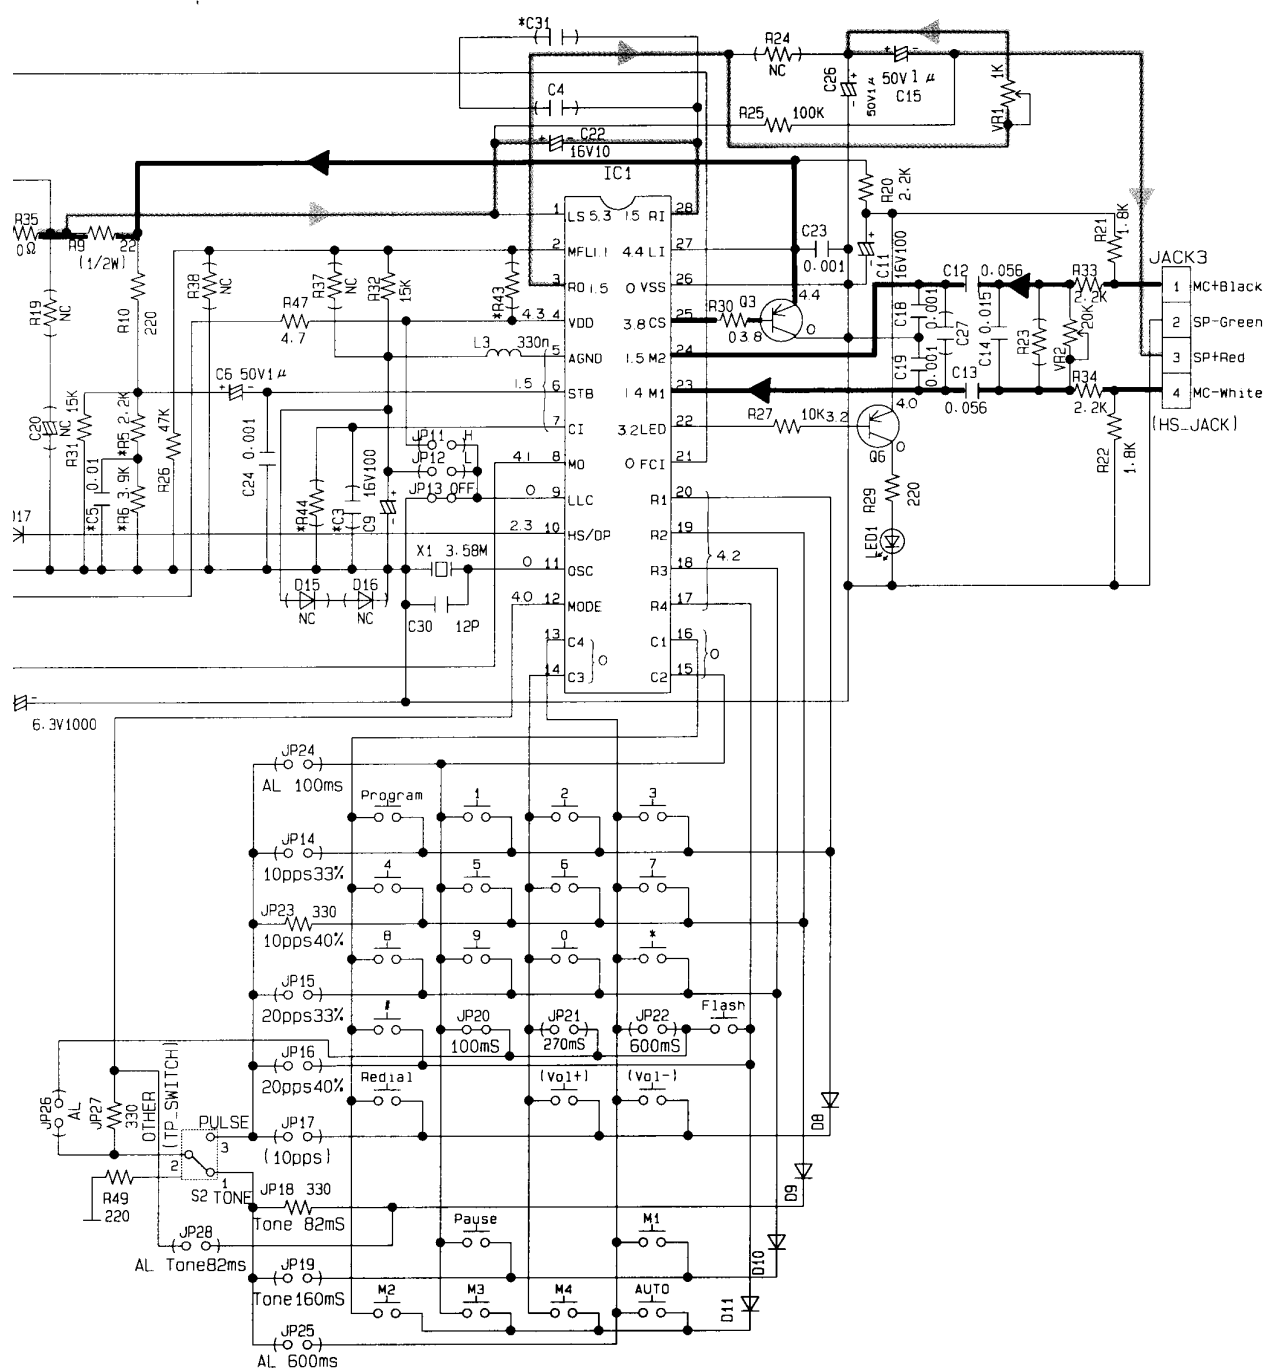 *C31
R24
NC
C26
50V1μ
50V 1μ
C15
1K
VR1
C4
R25 100K
C22
16V10
IC1
R20
2.2K
R35
0Ω
R9
22
(1/2W)
1 LS 5.3 1.5 RI 28
2 MFL1.1 4.4 LI 27
3 RO 1.5 0 VSS 26
4.3 4 VDD 3.8 CS 25
5 AGND 1.5 M2 24
1.5 6 STB 1.4 M1 23
7 CI 3.2 LED 22
4.1 8 MO 0 FCI 21
0 9 LLC R1 20
2.3 10 HS/DP R2 19
0 11 OSC R3 18
4.2
4.0 12 MODE R4 17
13 C4 C1 16
0 0
14 C3 C2 15
C23
0.001
C11
16V100
R21
1.8K
JACK3
1 MC+Black
2 SP-Green
3 SP+Red
4 MC-White
(HS_JACK)
C12 0.056
R33
2.2K
C18
0.001
C27
C14 0.015
R23
VR2
20K
C19
0.001
C13
0.056
R34
2.2K
R22
1.8K
R30
Q3
4.4
0
3.8
R27 10K
3.2
4.0
Q6
0
R29
220
LED1
R19
NC
R10
220
R38
NC
R37
NC
R32
15K
*R43
R47
4.7
L3 330n
C6 50V1μ
C20
NC
R31
15K
*R5 2.2K
*C5 0.01
*R6 3.9K
R26
47K
C24 0.001
*R44
*C3
C9
16V100
JP11 H
JP12 L
JP13 OFF
X1 3.58M
C30 12P
D15
NC
D16
NC
D17
6.3V1000
JP24
AL 100ms
Program 1 2 3
JP14
10pps33%
4 5 6 7
JP23 330
10pps40%
8 9 0 *
JP15
20pps33%
# JP20 JP21 JP22 Flash
100mS 270mS 600mS
JP16
20pps40%
Redial (Vol+) (Vol-)
JP26
AL
JP27
330
OTHER
(TP_SWITCH)
PULSE
3
2
1
S2 TONE
JP17
(10pps)
R49
220
JP18 330
Tone 82mS
JP28
AL Tone82ms
Pause M1
JP19
Tone160mS
M2 M3 M4 AUTO
JP25
AL 600ms
D8
D9
D10
D11